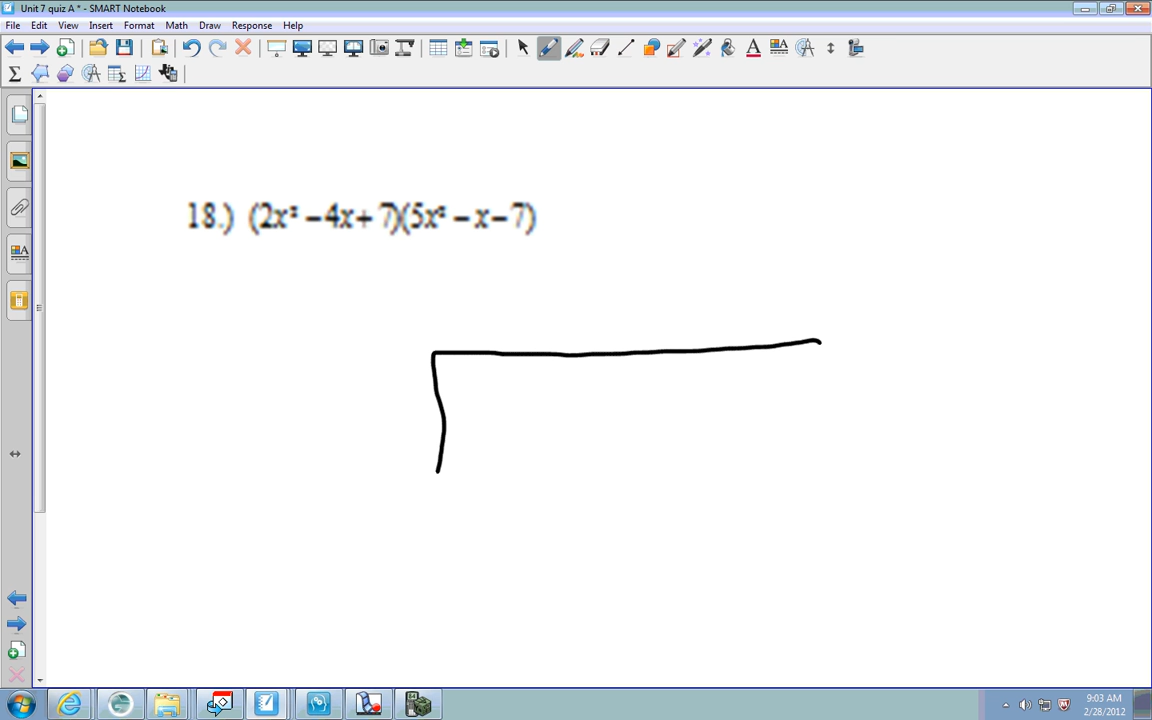 Unit 7 quiz A * - SMART Notebook
File Edit View Insert Format Math Draw Response Help
18.) (2x² −4x+ 7)(5x² −x−7)
9:03 AM
2/28/2012